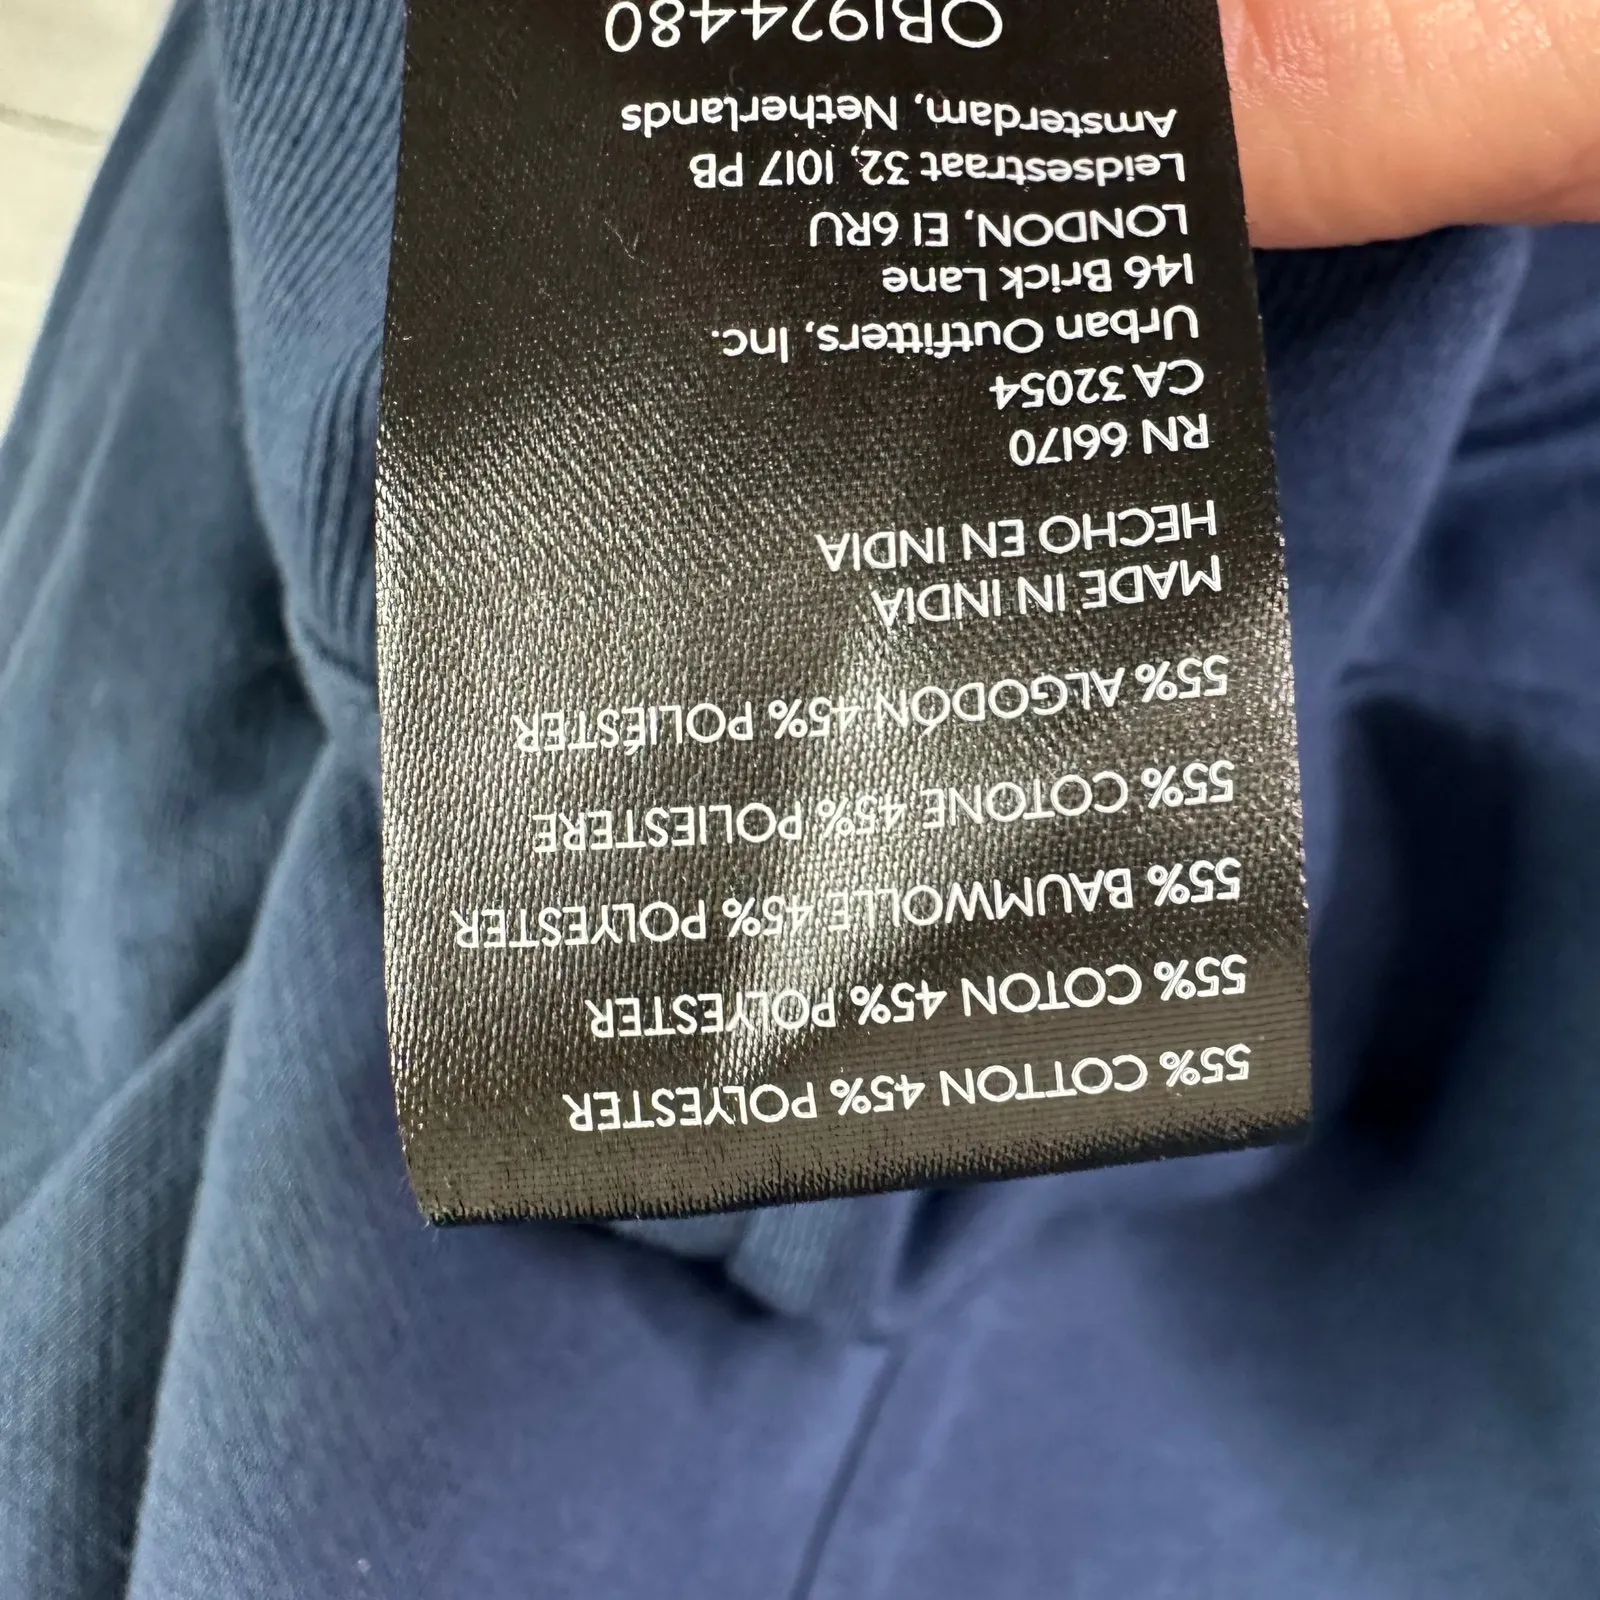 55% COTTON 45% POLYESTER
55% COTON 45% POLYESTER
55% BAUMWOLLE 45% POLYESTER
55% COTONE 45% POLIESTERE
55% ALGODÓN 45% POLIÉSTER
MADE IN INDIA
HECHO EN INDIA
RN 66170
CA 32054
Urban Outfitters, Inc.
146 Brick Lane
LONDON, E1 6RU
Leidsestraat 32, 1017 PB
Amsterdam, Netherlands
OB1924480